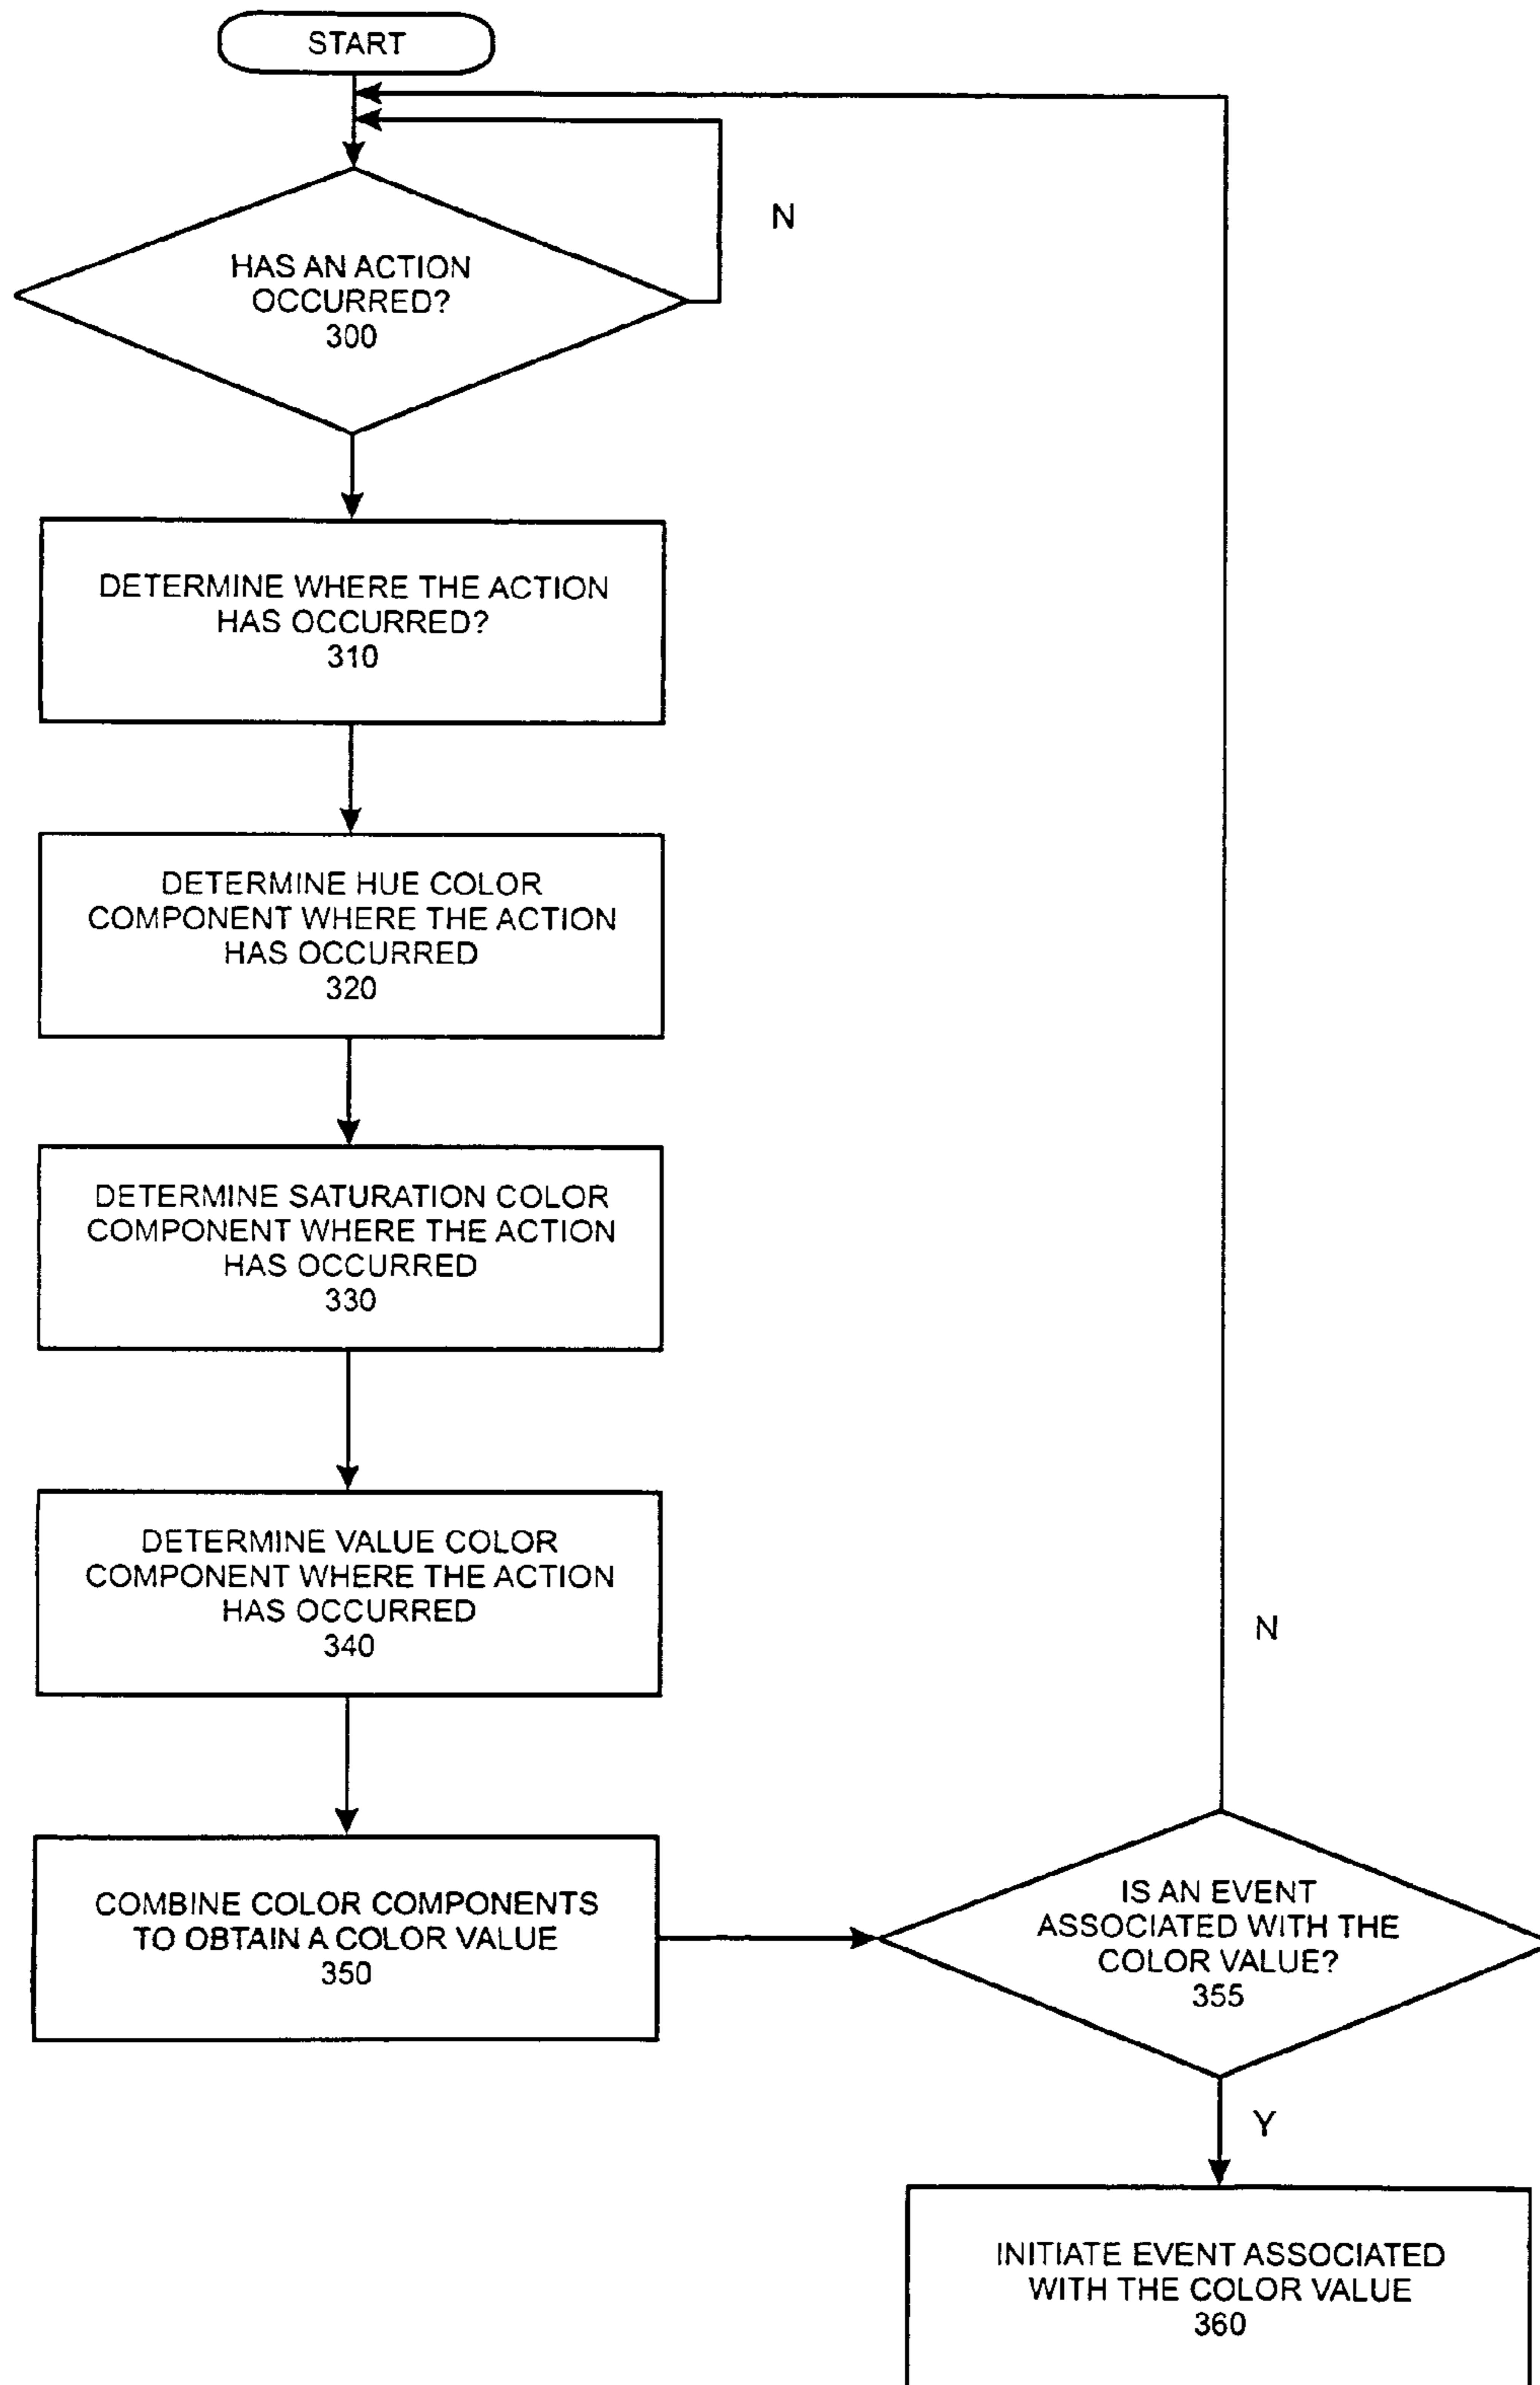 START
N
HAS AN ACTION
OCCURRED?
300
DETERMINE WHERE THE ACTION
HAS OCCURRED?
310
DETERMINE HUE COLOR
COMPONENT WHERE THE ACTION
HAS OCCURRED
320
DETERMINE SATURATION COLOR
COMPONENT WHERE THE ACTION
HAS OCCURRED
330
DETERMINE VALUE COLOR
COMPONENT WHERE THE ACTION
HAS OCCURRED
340
N
COMBINE COLOR COMPONENTS
TO OBTAIN A COLOR VALUE
350
IS AN EVENT
ASSOCIATED WITH THE
COLOR VALUE?
355
Y
INITIATE EVENT ASSOCIATED
WITH THE COLOR VALUE
360